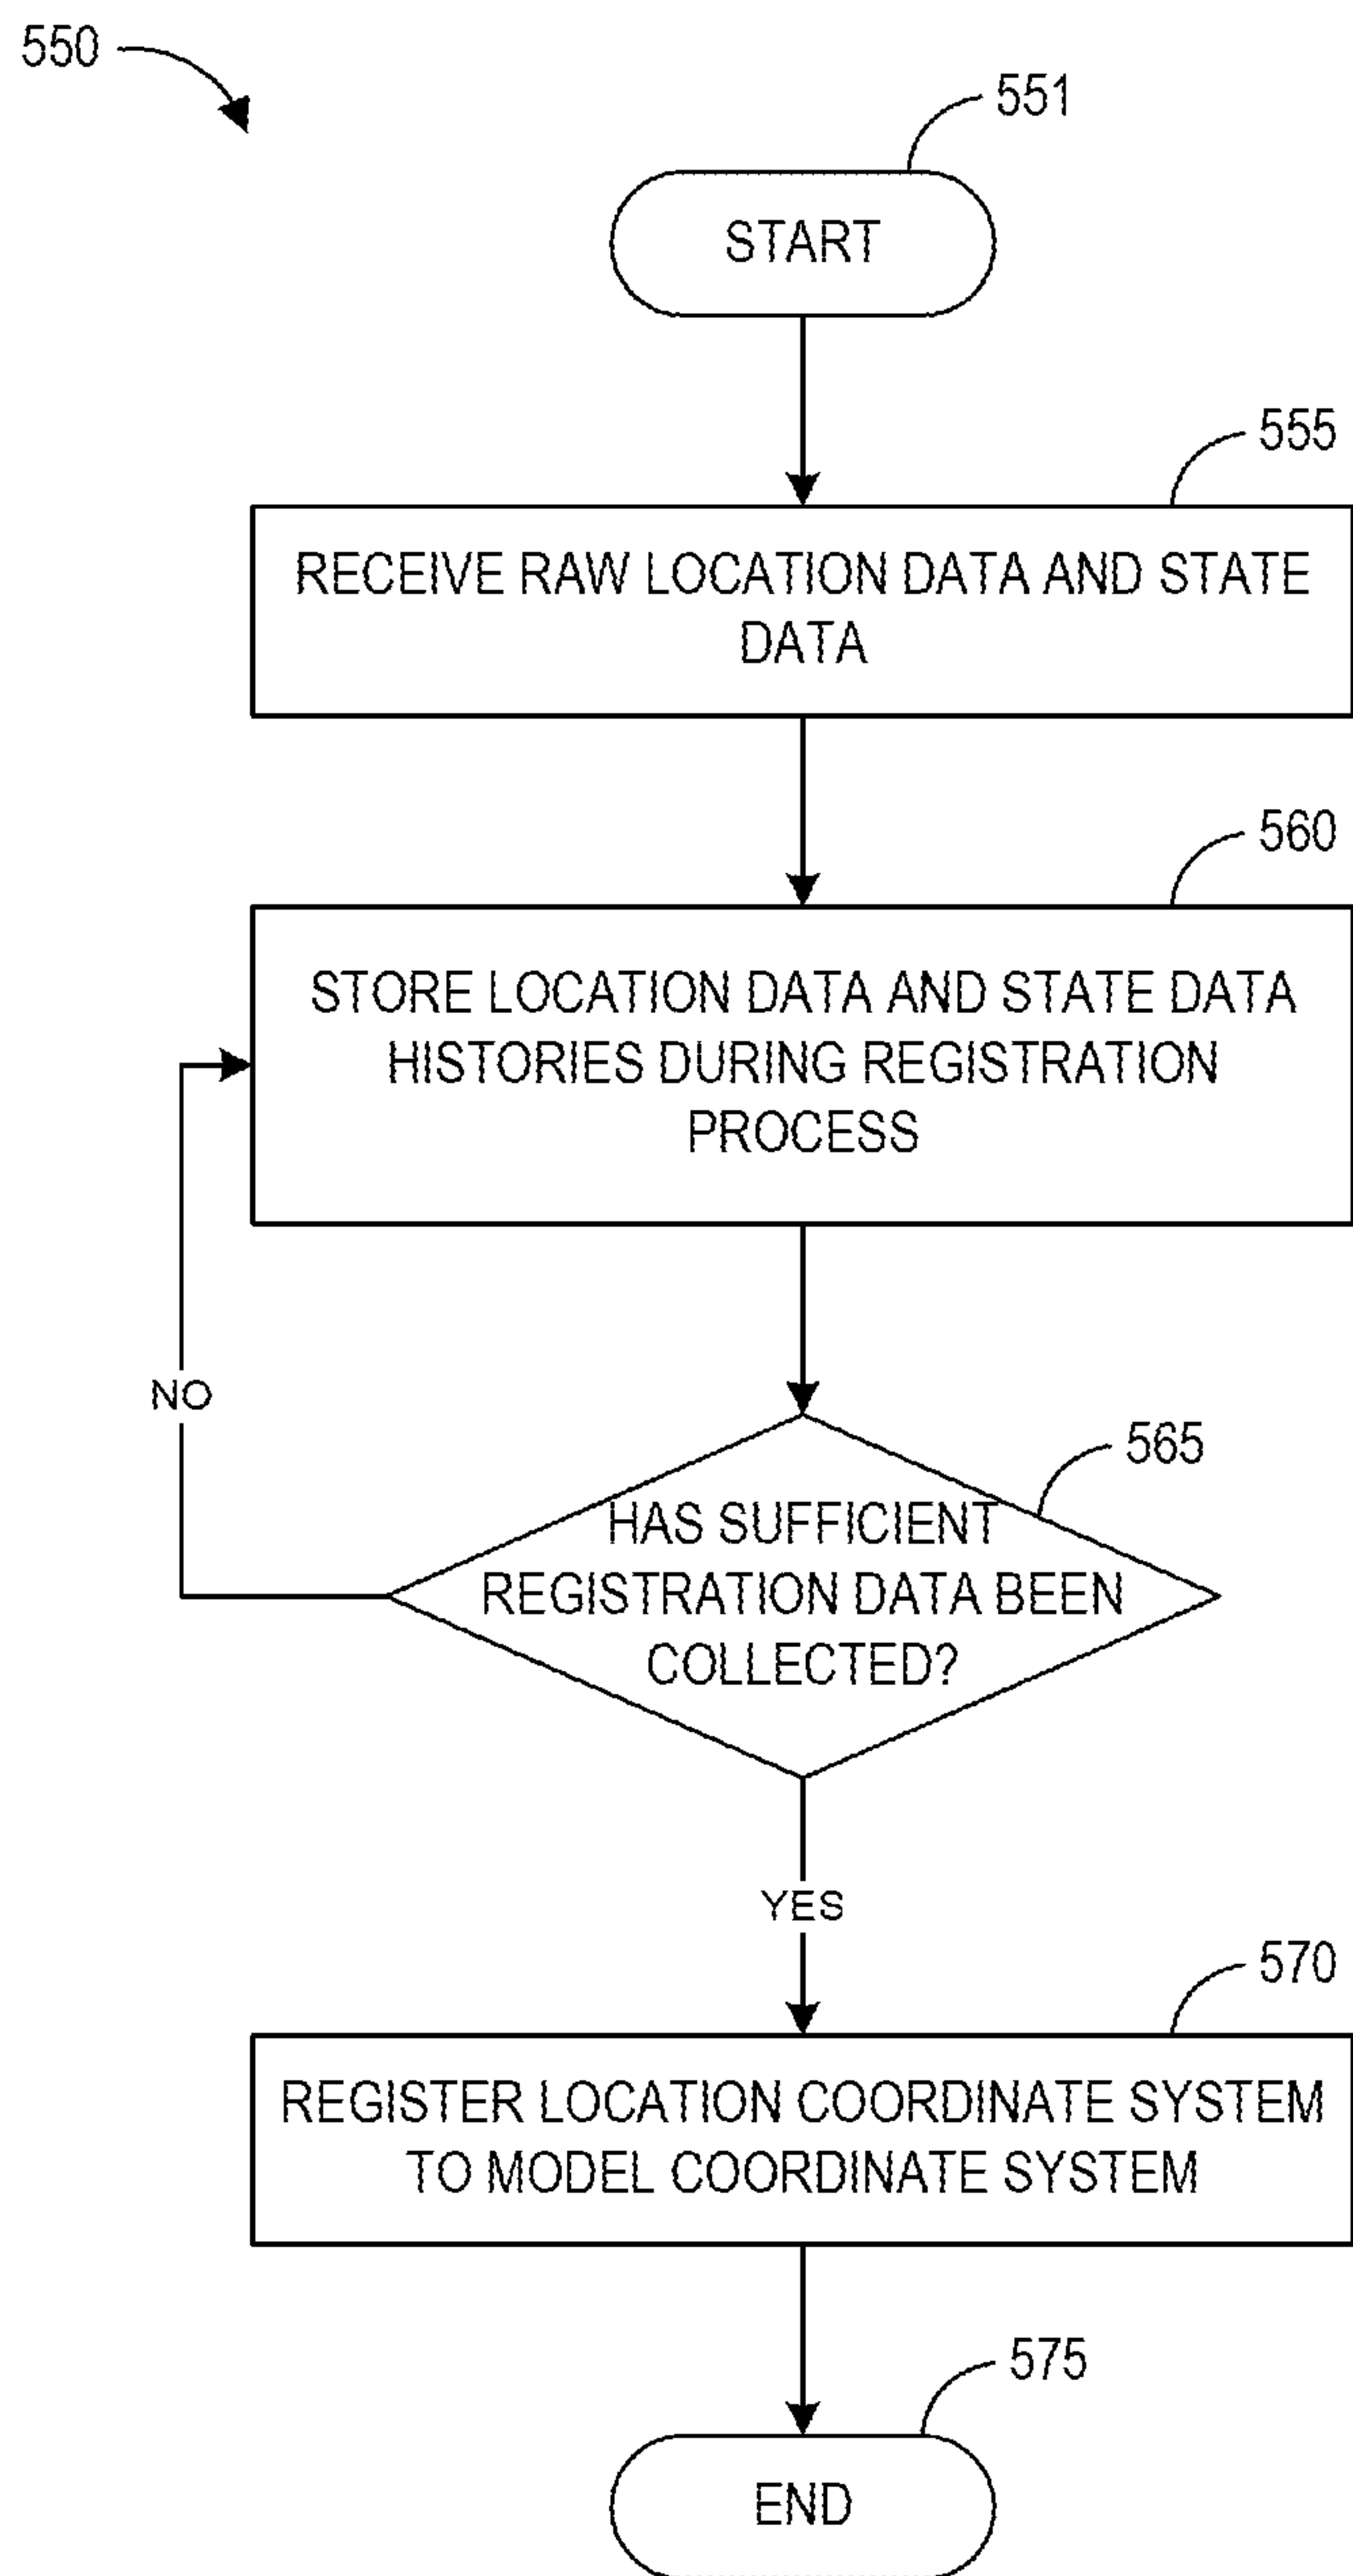 550
551
START
555
RECEIVE RAW LOCATION DATA AND STATE
DATA
560
STORE LOCATION DATA AND STATE DATA
HISTORIES DURING REGISTRATION
PROCESS
NO
565
HAS SUFFICIENT
REGISTRATION DATA BEEN
COLLECTED?
YES
570
REGISTER LOCATION COORDINATE SYSTEM
TO MODEL COORDINATE SYSTEM
575
END